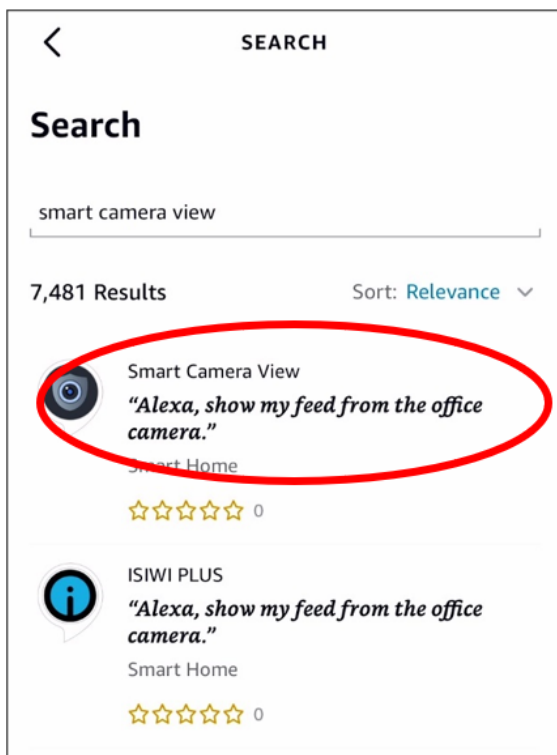 SEARCH
Search
smart camera view
7,481 Results
Sort: Relevance
Smart Camera View
“Alexa, show my feed from the office
camera.”
Smart Home
0
ISIWI PLUS
“Alexa, show my feed from the office
camera.”
Smart Home
0